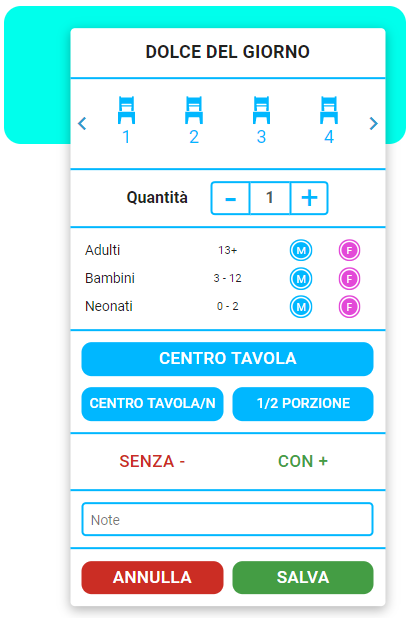 DOLCE DEL GIORNO
1 2 3 4
Quantità - 1 +
Adulti 13+ M F
Bambini 3 - 12 M F
Neonati 0 - 2 M F
CENTRO TAVOLA
CENTRO TAVOLA/N 1/2 PORZIONE
SENZA - CON +
Note
ANNULLA SALVA